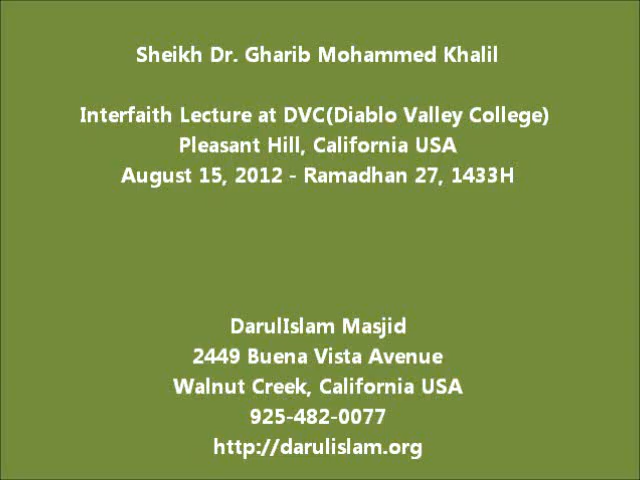 Sheikh Dr. Gharib Mohammed Khalil
Interfaith Lecture at DVC(Diablo Valley College)
Pleasant Hill, California USA
August 15, 2012 - Ramadhan 27, 1433H
DarulIslam Masjid
2449 Buena Vista Avenue
Walnut Creek, California USA
925-482-0077
http://darulislam.org